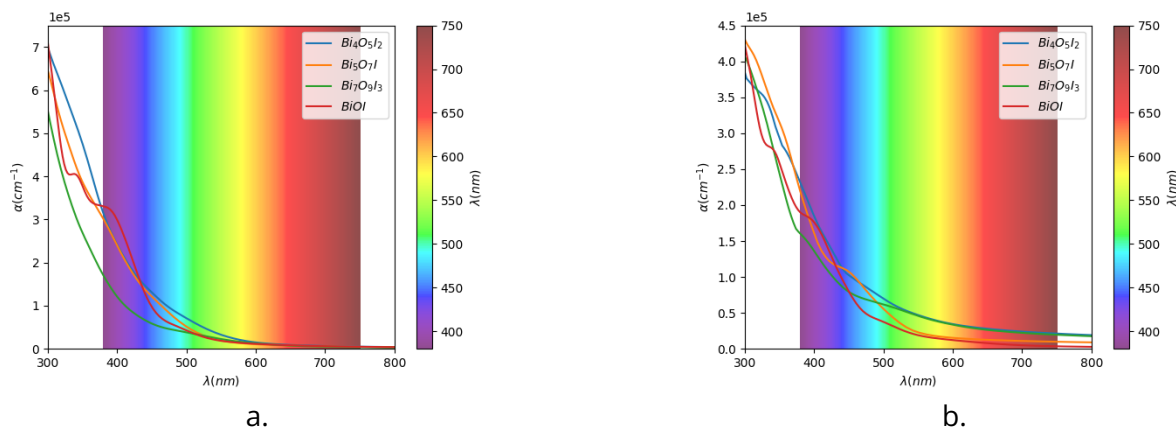 1e5
7
6
5
4
3
2
1
0
α(cm⁻¹)
300 400 500 600 700 800
λ(nm)
Bi₄O₅I₂
Bi₅O₇I
Bi₇O₉I₃
BiOI
750
700
650
600
550
500
450
400
λ(nm)
a.
1e5
4.5
4.0
3.5
3.0
2.5
2.0
1.5
1.0
0.5
0.0
α(cm⁻¹)
300 400 500 600 700 800
λ(nm)
Bi₄O₅I₂
Bi₅O₇I
Bi₇O₉I₃
BiOI
750
700
650
600
550
500
450
400
λ(nm)
b.